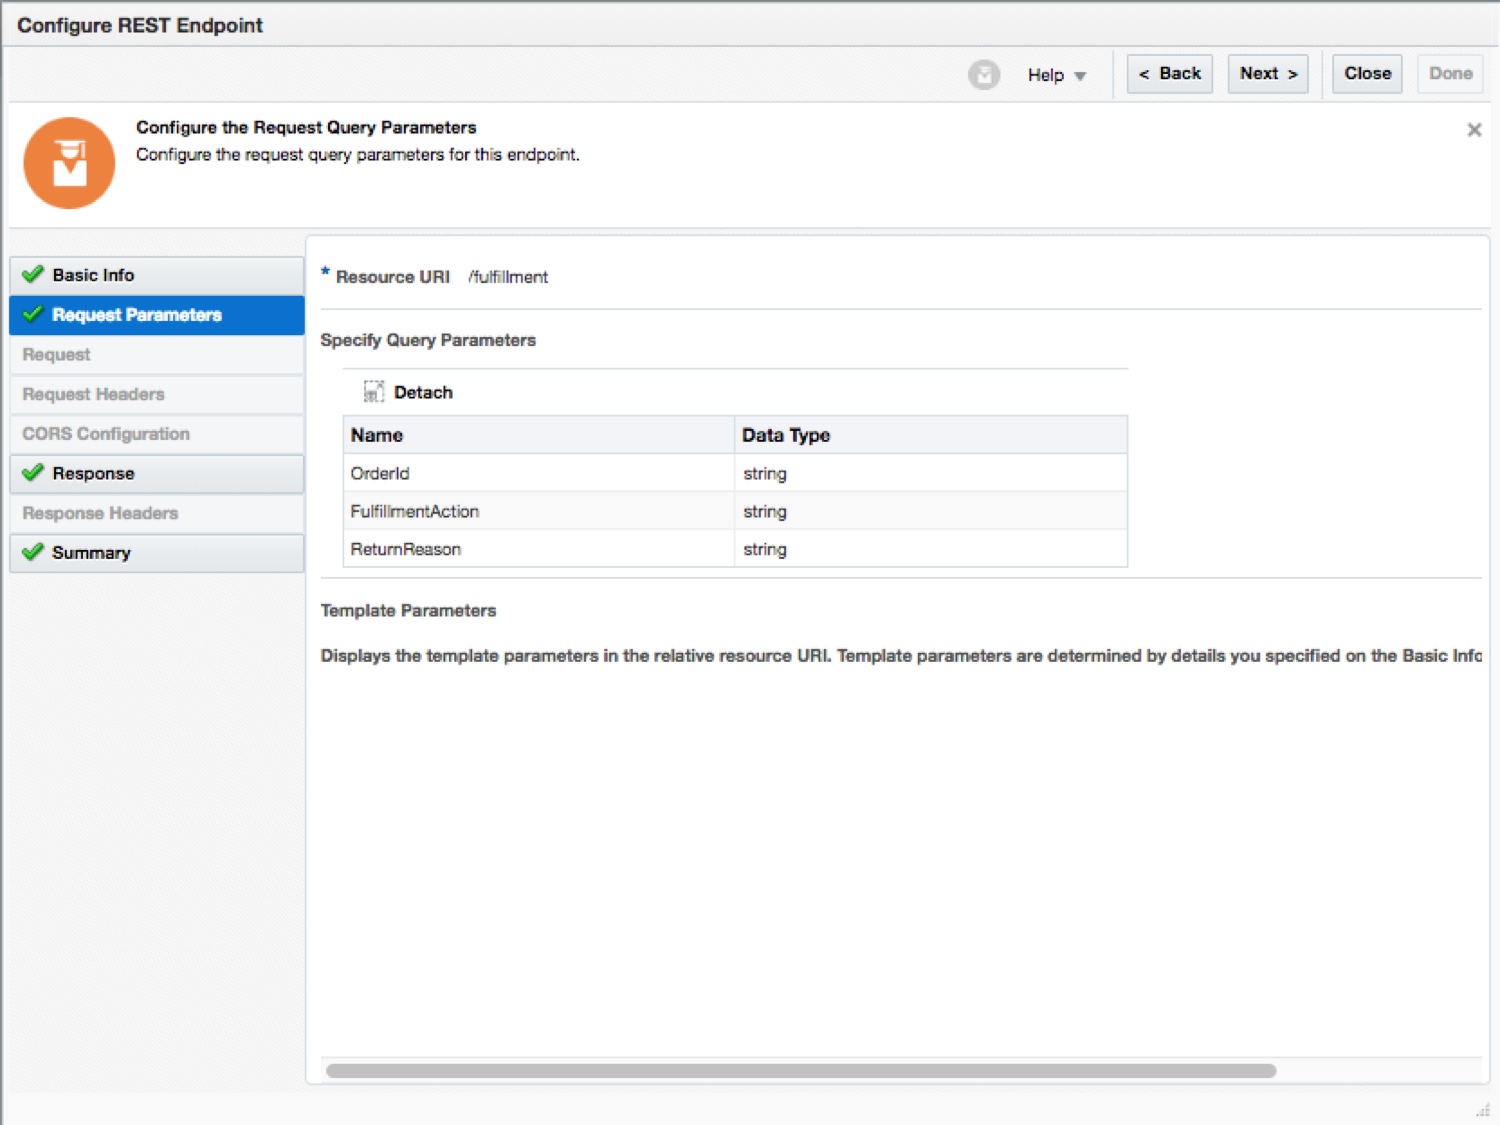 Configure REST Endpoint
Help
< Back
Next >
Close
Done
Configure the Request Query Parameters
Configure the request query parameters for this endpoint.
Basic Info
Request Parameters
Request
Request Headers
CORS Configuration
Response
Response Headers
Summary
* Resource URI /fulfillment
Specify Query Parameters
Detach
Name Data Type
OrderId string
FulfillmentAction string
ReturnReason string
Template Parameters
Displays the template parameters in the relative resource URI. Template parameters are determined by details you specified on the Basic Info